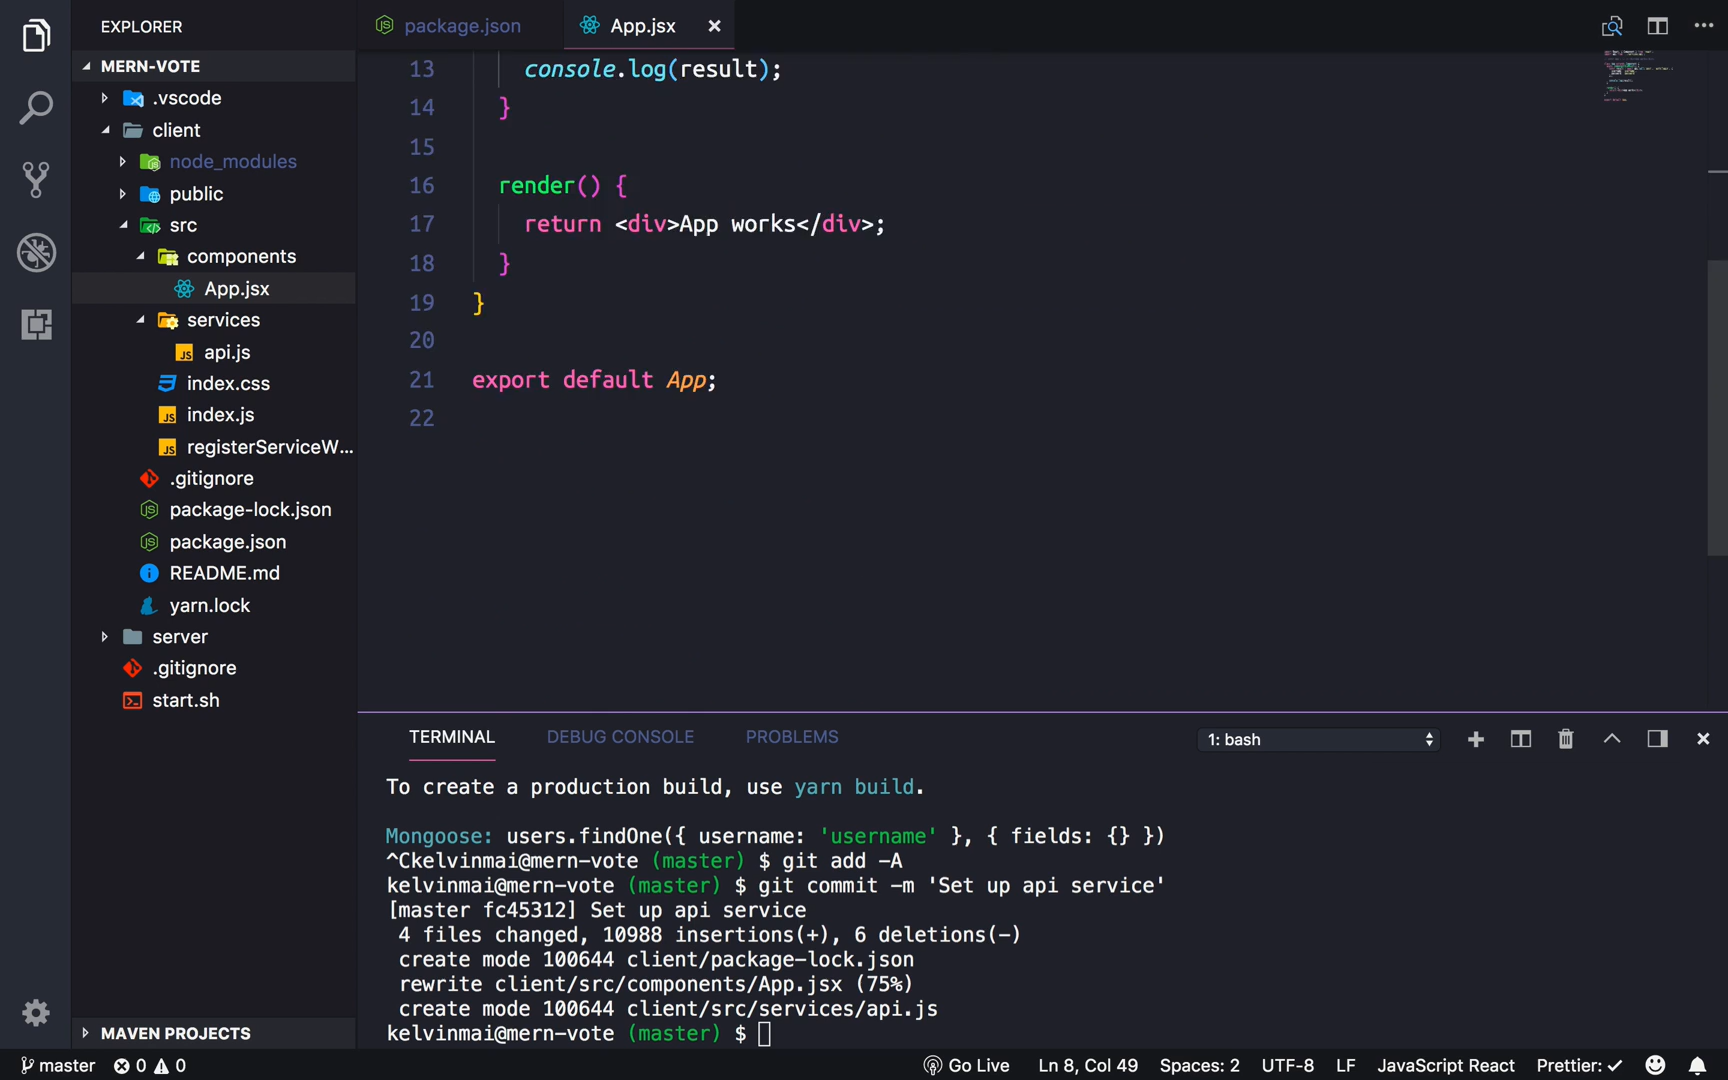 EXPLORER
MERN-VOTE
.vscode
client
node_modules
public
src
components
App.jsx
services
api.js
index.css
index.js
registerServiceW...
.gitignore
package-lock.json
package.json
README.md
yarn.lock
server
.gitignore
start.sh
MAVEN PROJECTS
package.json
App.jsx
13 console.log(result);
14 }
15
16 render() {
17 return <div>App works</div>;
18 }
19 }
20
21 export default App;
22
TERMINAL DEBUG CONSOLE PROBLEMS 1: bash
To create a production build, use yarn build.
Mongoose: users.findOne({ username: 'username' }, { fields: {} })
^Ckelvinmai@mern-vote (master) $ git add -A
kelvinmai@mern-vote (master) $ git commit -m 'Set up api service'
[master fc45312] Set up api service
4 files changed, 10988 insertions(+), 6 deletions(-)
create mode 100644 client/package-lock.json
rewrite client/src/components/App.jsx (75%)
create mode 100644 client/src/services/api.js
kelvinmai@mern-vote (master) $
master 0 0 Go Live Ln 8, Col 49 Spaces: 2 UTF-8 LF JavaScript React Prettier: ✓